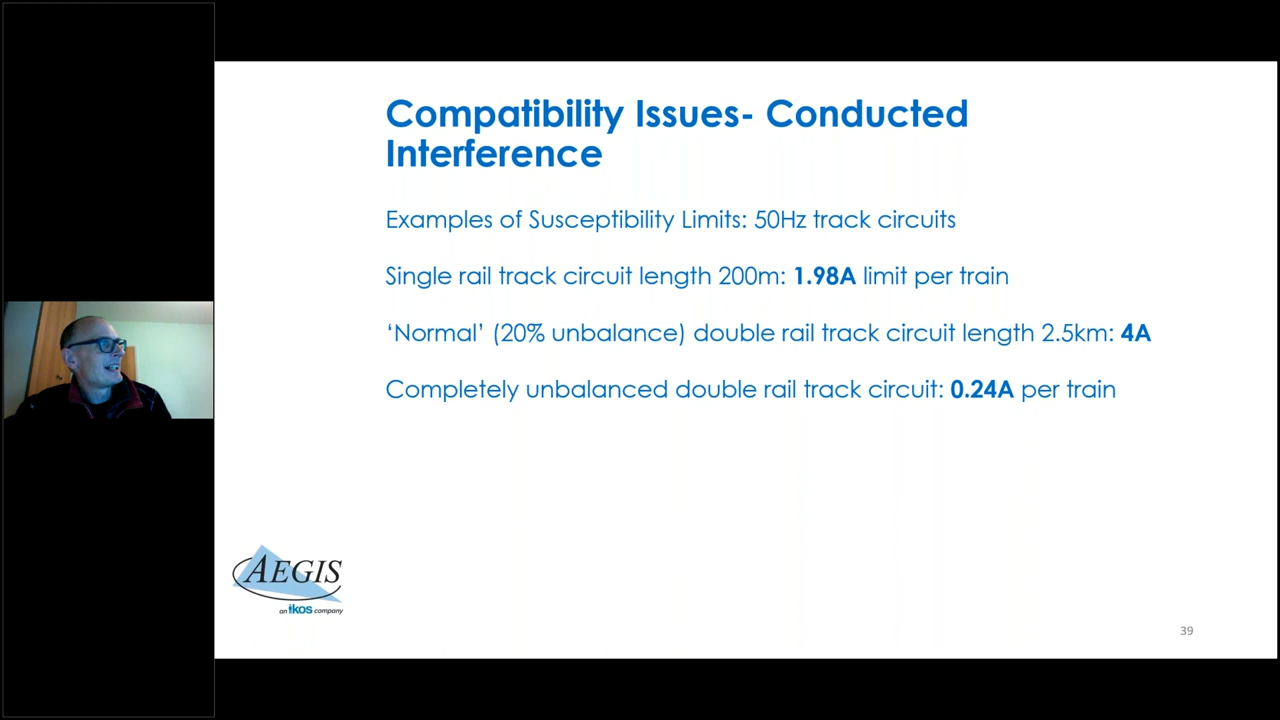 Compatibility Issues- Conducted
Interference
Examples of Susceptibility Limits: 50Hz track circuits
Single rail track circuit length 200m: 1.98A limit per train
‘Normal’ (20% unbalance) double rail track circuit length 2.5km: 4A
Completely unbalanced double rail track circuit: 0.24A per train
AEGIS
an ikos company
39